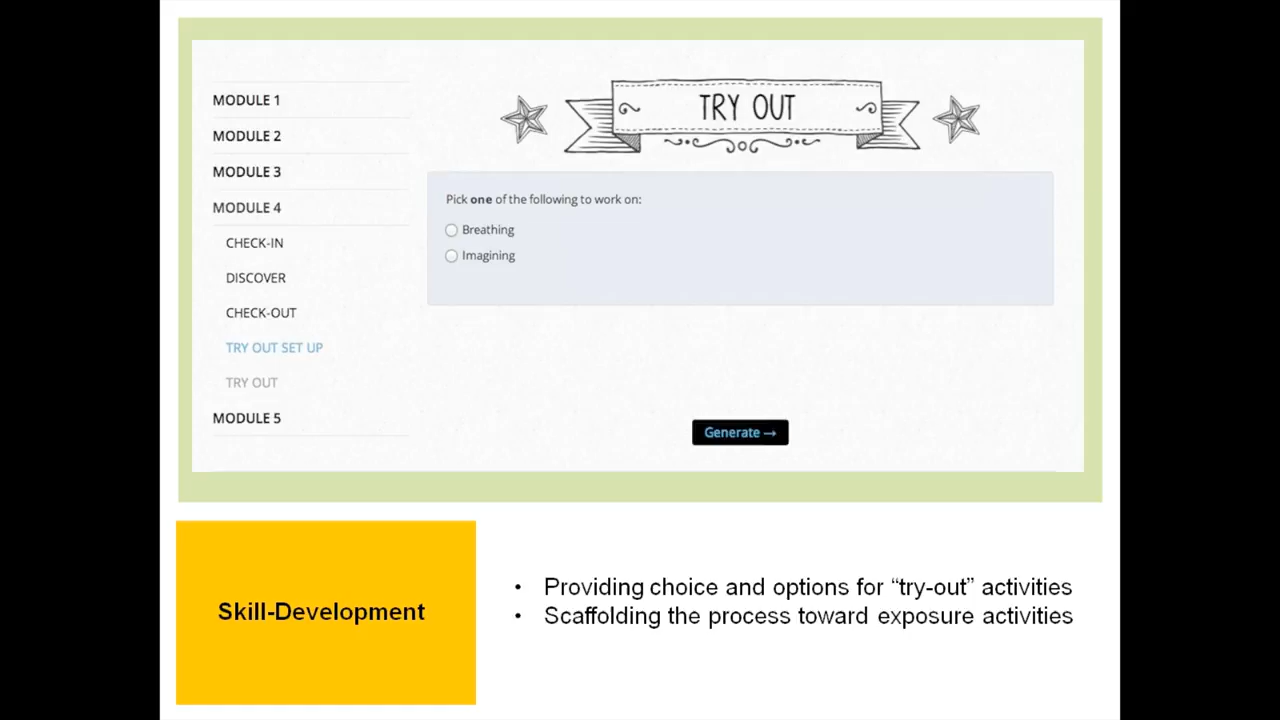 MODULE 1
MODULE 2
MODULE 3
MODULE 4
CHECK-IN
DISCOVER
CHECK-OUT
TRY OUT SET UP
TRY OUT
MODULE 5
TRY OUT
Pick one of the following to work on:
Breathing
Imagining
Generate →
Skill-Development
• Providing choice and options for “try-out” activities
• Scaffolding the process toward exposure activities